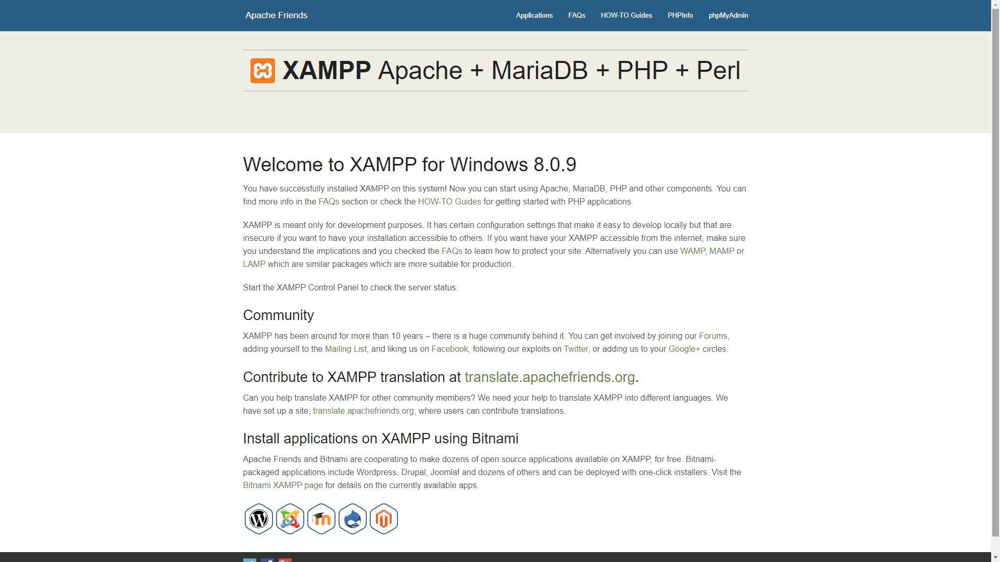 Apache Friends
Applications FAQs HOW-TO Guides PHPInfo phpMyAdmin
XAMPP Apache + MariaDB + PHP + Perl
Welcome to XAMPP for Windows 8.0.9
You have successfully installed XAMPP on this system! Now you can start using Apache, MariaDB, PHP and other components. You can
find more info in the FAQs section or check the HOW-TO Guides for getting started with PHP applications.
XAMPP is meant only for development purposes. It has certain configuration settings that make it easy to develop locally but that are
insecure if you want to have your installation accessible to others. If you want have your XAMPP accessible from the internet, make sure
you understand the implications and you checked the FAQs to learn how to protect your site. Alternatively you can use WAMP, MAMP or
LAMP which are similar packages which are more suitable for production.
Start the XAMPP Control Panel to check the server status.
Community
XAMPP has been around for more than 10 years – there is a huge community behind it. You can get involved by joining our Forums,
adding yourself to the Mailing List, and liking us on Facebook, following our exploits on Twitter, or adding us to your Google+ circles.
Contribute to XAMPP translation at translate.apachefriends.org.
Can you help translate XAMPP for other community members? We need your help to translate XAMPP into different languages. We
have set up a site, translate.apachefriends.org, where users can contribute translations.
Install applications on XAMPP using Bitnami
Apache Friends and Bitnami are cooperating to make dozens of open source applications available on XAMPP, for free. Bitnami-
packaged applications include Wordpress, Drupal, Joomla! and dozens of others and can be deployed with one-click installers. Visit the
Bitnami XAMPP page for details on the currently available apps.